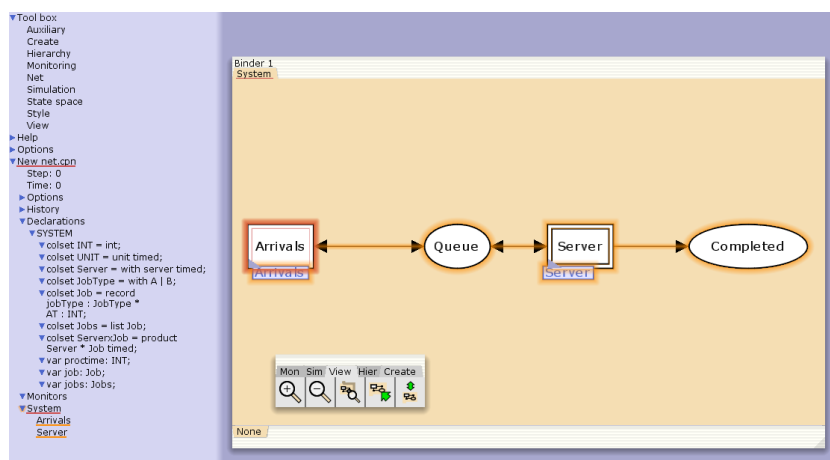 Tool box
Auxiliary
Create
Hierarchy
Monitoring
Net
Simulation
State space
Style
View
Help
Options
New net.cpn
Step: 0
Time: 0
Options
History
Declarations
SYSTEM
colset INT = int;
colset UNIT = unit timed;
colset Server = with server timed;
colset JobType = with A | B;
colset Job = record
jobType : JobType *
AT : INT;
colset Jobs = list Job;
colset ServerxJob = product
Server * Job timed;
var proctime: INT;
var job: Job;
var jobs: Jobs;
Monitors
System
Arrivals
Server
Binder 1
System
Arrivals
Queue
Server
Completed
Arrivals
Server
Mon Sim View Hier Create
None